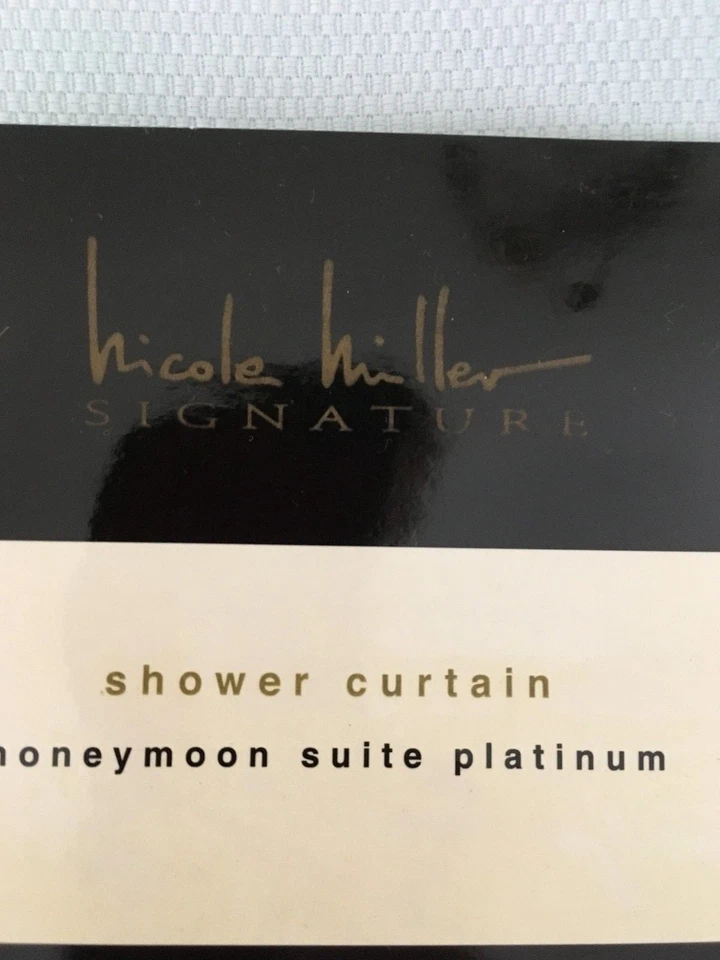 nicole miller
SIGNATURE
shower curtain
honeymoon suite platinum